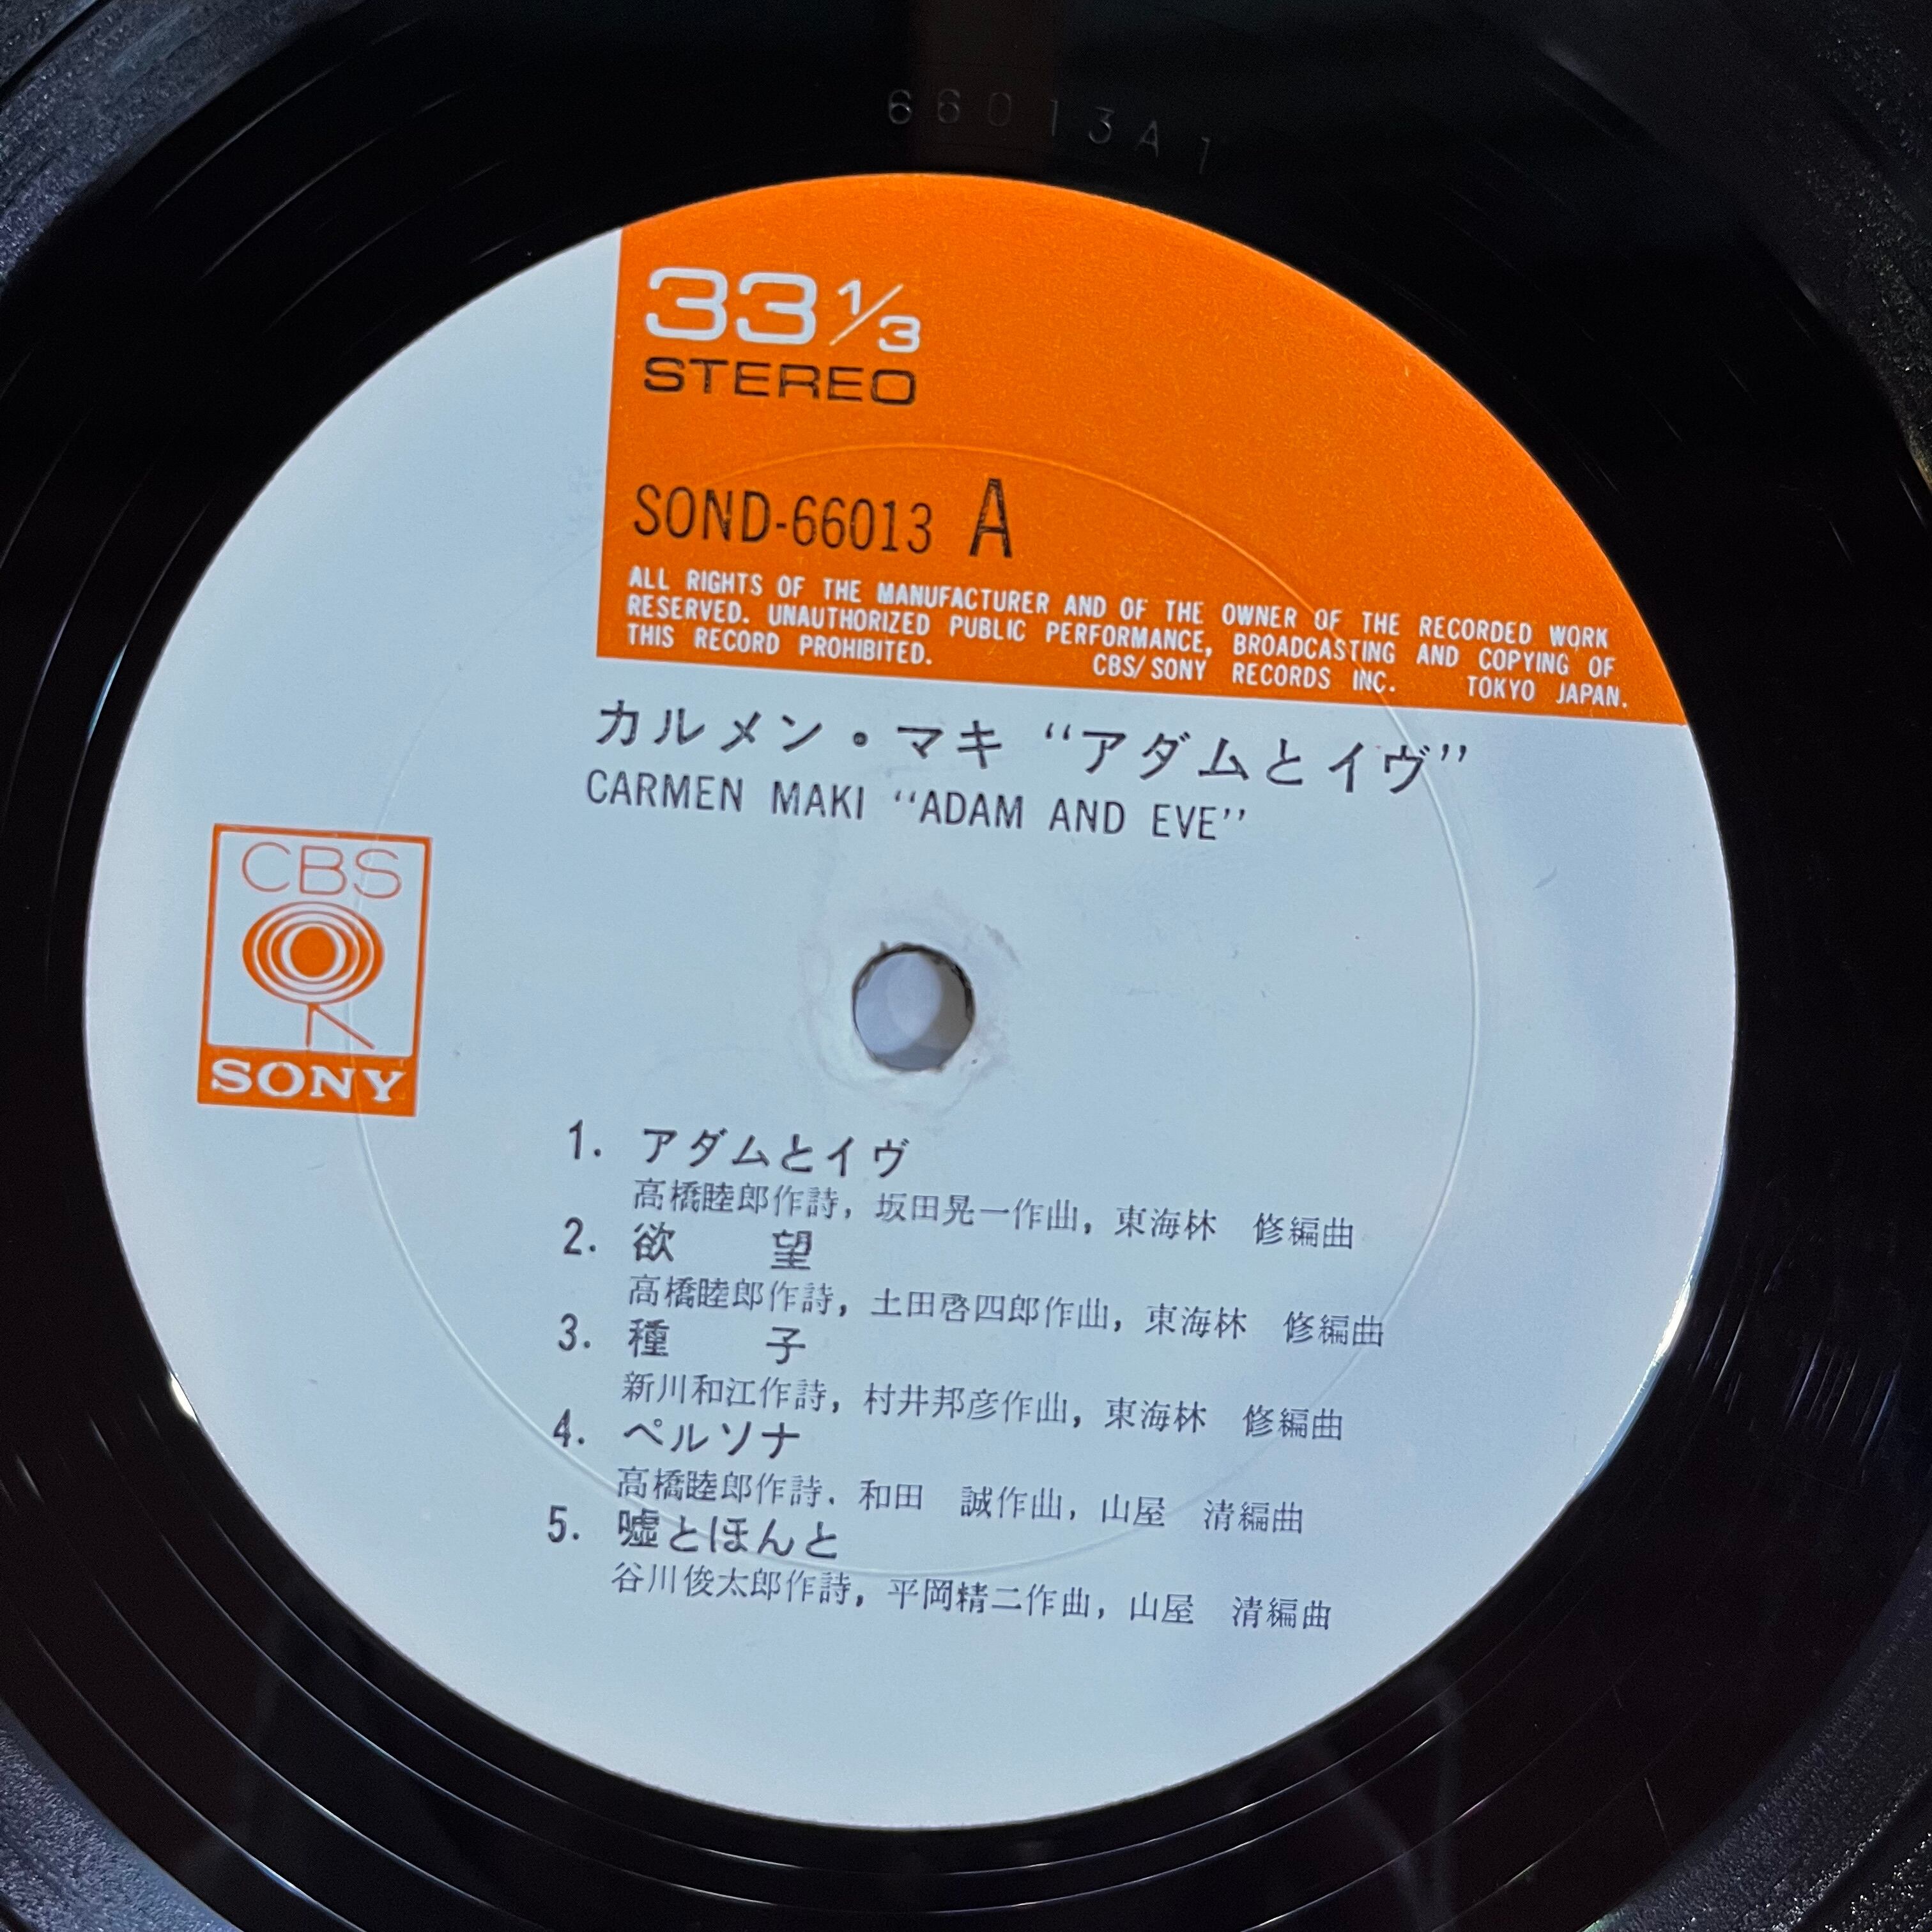 66013A1
33 1/3
STEREO
SOND-66013 A
ALL RIGHTS OF THE MANUFACTURER AND OF THE OWNER OF THE RECORDED WORK
RESERVED. UNAUTHORIZED PUBLIC PERFORMANCE, BROADCASTING AND COPYING OF
THIS RECORD PROHIBITED. CBS/SONY RECORDS INC. TOKYO JAPAN.
カルメン・マキ “アダムとイヴ”
CARMEN MAKI “ADAM AND EVE”
CBS
SONY
1. アダムとイヴ
高橋睦郎作詩, 坂田晃一作曲, 東海林 修編曲
2. 欲 望
高橋睦郎作詩, 土田啓四郎作曲, 東海林 修編曲
3. 種 子
新川和江作詩, 村井邦彦作曲, 東海林 修編曲
4. ペルソナ
高橋睦郎作詩. 和田 誠作曲, 山屋 清編曲
5. 嘘とほんと
谷川俊太郎作詩, 平岡精二作曲, 山屋 清編曲